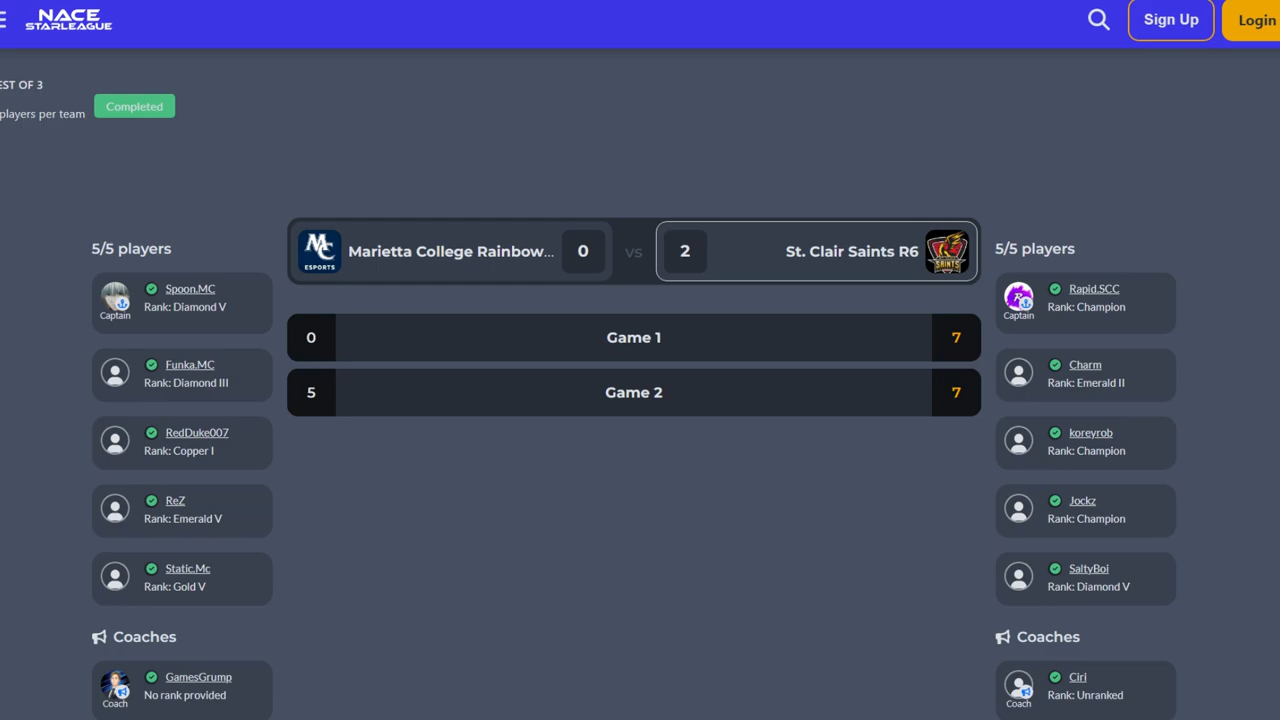 NACE
STARLEAGUE
Sign Up
Login
EST OF 3
players per team
Completed
5/5 players
Spoon.MC
Rank: Diamond V
Captain
Funka.MC
Rank: Diamond III
RedDuke007
Rank: Copper I
ReZ
Rank: Emerald V
Static.Mc
Rank: Gold V
Coaches
GamesGrump
No rank provided
Coach
MC
ESPORTS
Marietta College Rainbow...
0
vs
2
St. Clair Saints R6
SAINTS
0
Game 1
7
5
Game 2
7
5/5 players
Rapid.SCC
Rank: Champion
Captain
Charm
Rank: Emerald II
koreyrob
Rank: Champion
Jockz
Rank: Champion
SaltyBoi
Rank: Diamond V
Coaches
Ciri
Rank: Unranked
Coach